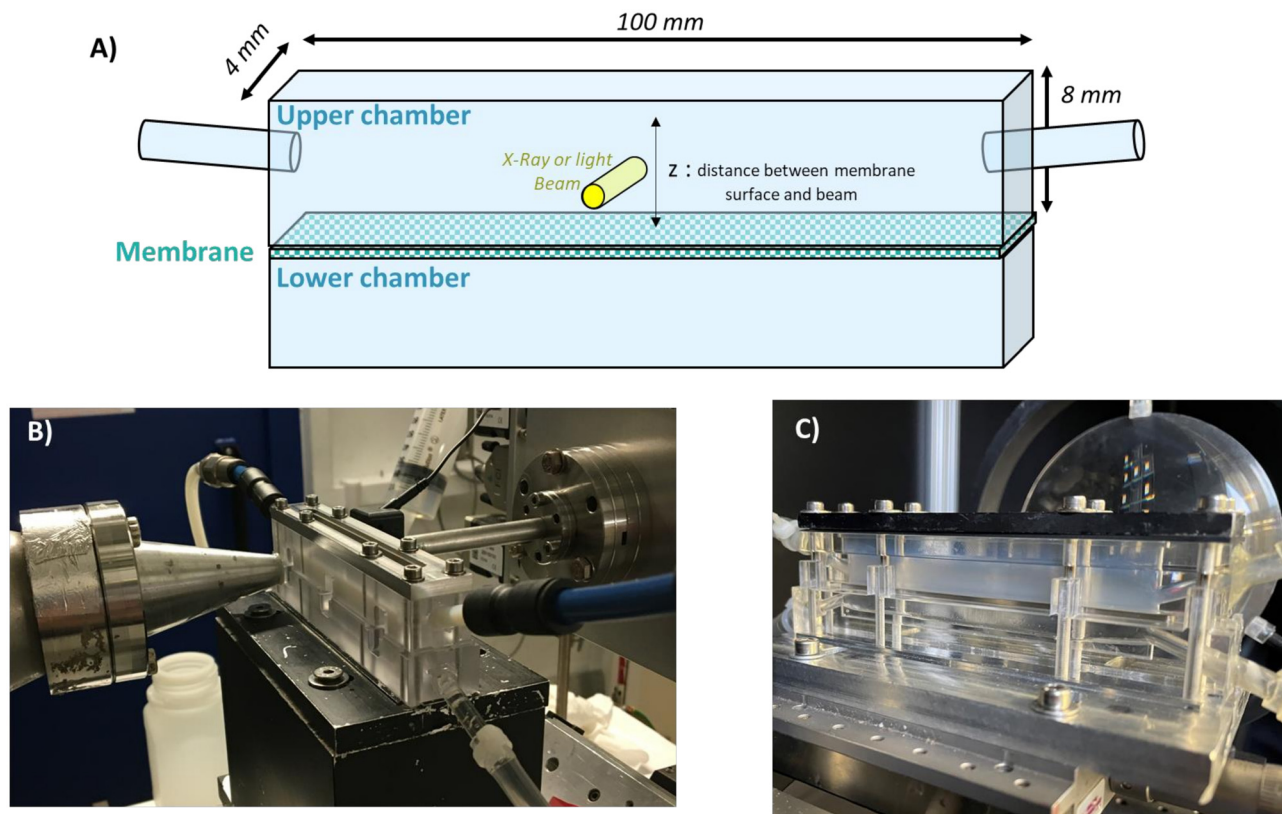 A)
100 mm
4 mm
8 mm
Upper chamber
X-Ray or light
Beam
z : distance between membrane
surface and beam
Membrane
Lower chamber
B)
C)